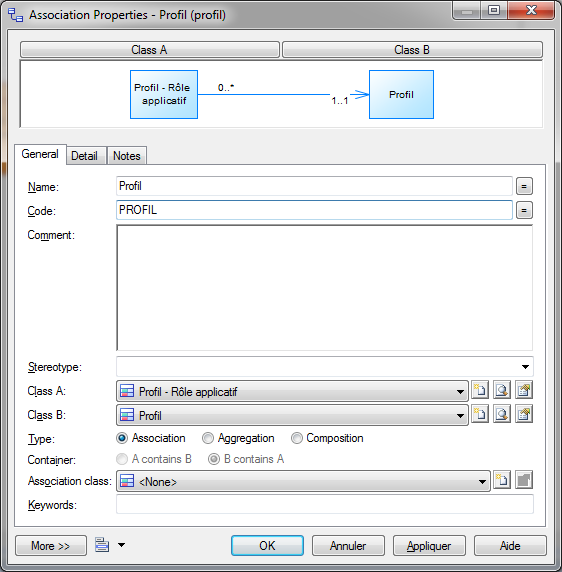 Association Properties - Profil (profil)
Class A Class B
Profil - Rôle applicatif
0..*
1..1
Profil
General Detail Notes
Name: Profil =
Code: PROFIL =
Comment:
Stereotype:
Class A: Profil - Rôle applicatif
Class B: Profil
Type: Association Aggregation Composition
Container: A contains B B contains A
Association class: <None>
Keywords:
More >> OK Annuler Appliquer Aide